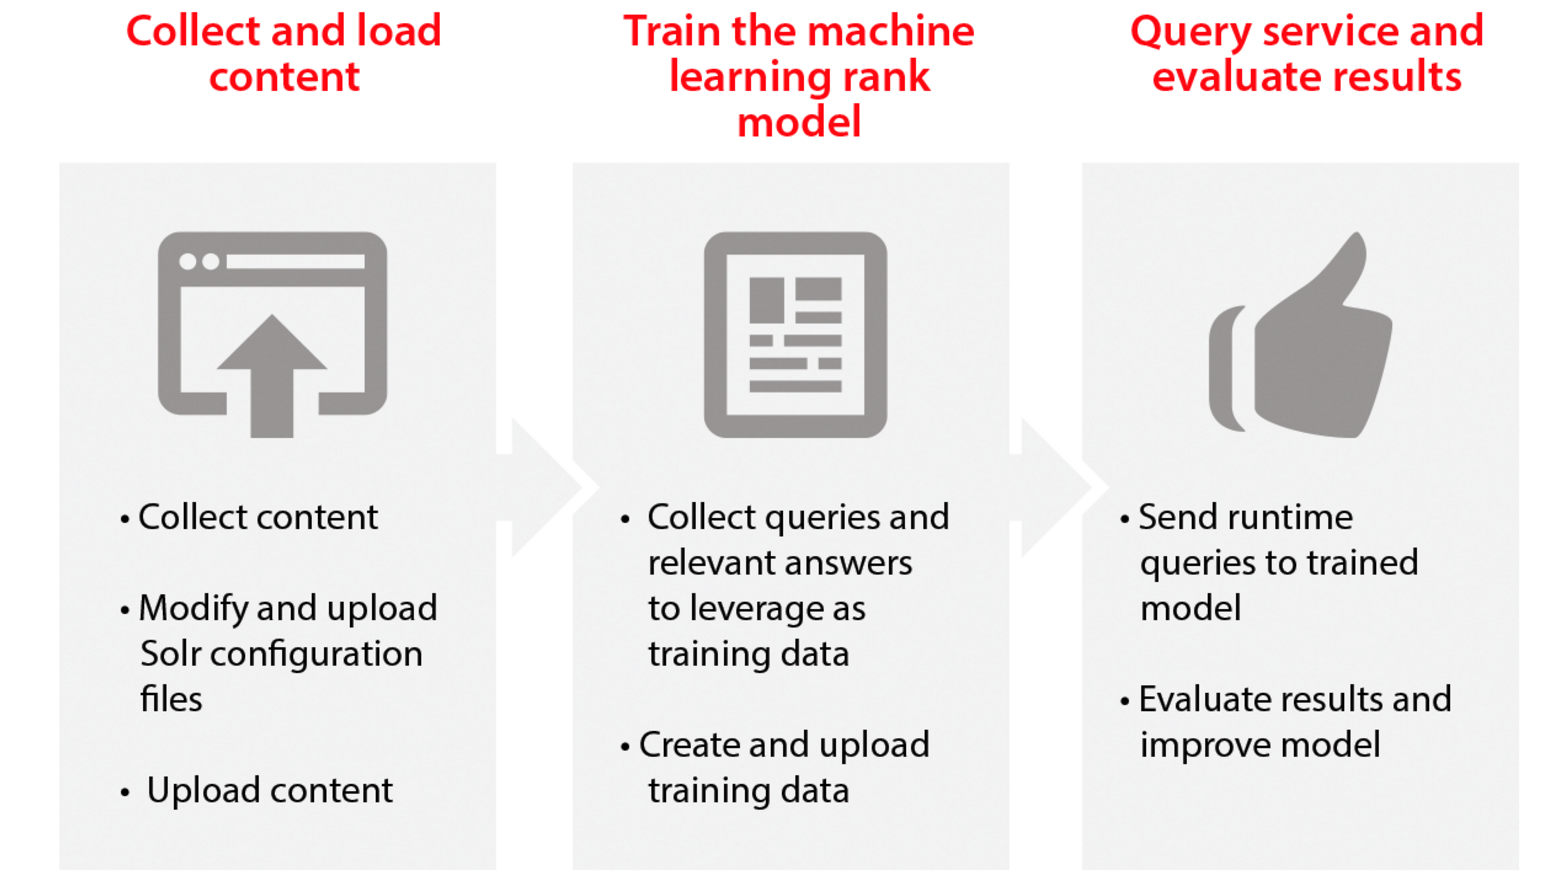 Collect and load
content
• Collect content
• Modify and upload
Solr configuration
files
• Upload content
Train the machine
learning rank
model
• Collect queries and
relevant answers
to leverage as
training data
• Create and upload
training data
Query service and
evaluate results
• Send runtime
queries to trained
model
• Evaluate results and
improve model